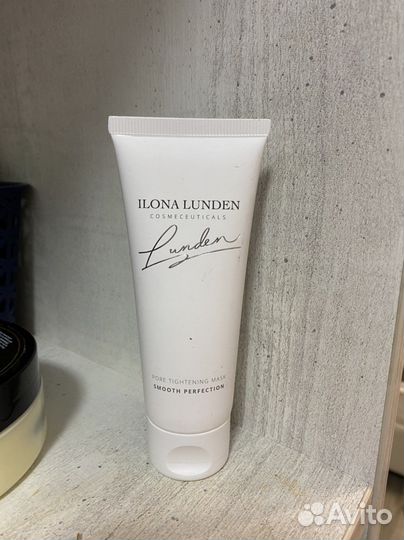 ILONA LUNDEN
COSMECEUTICALS
Lunden
PORE TIGHTENING MASK
SMOOTH PERFECTION
Avito